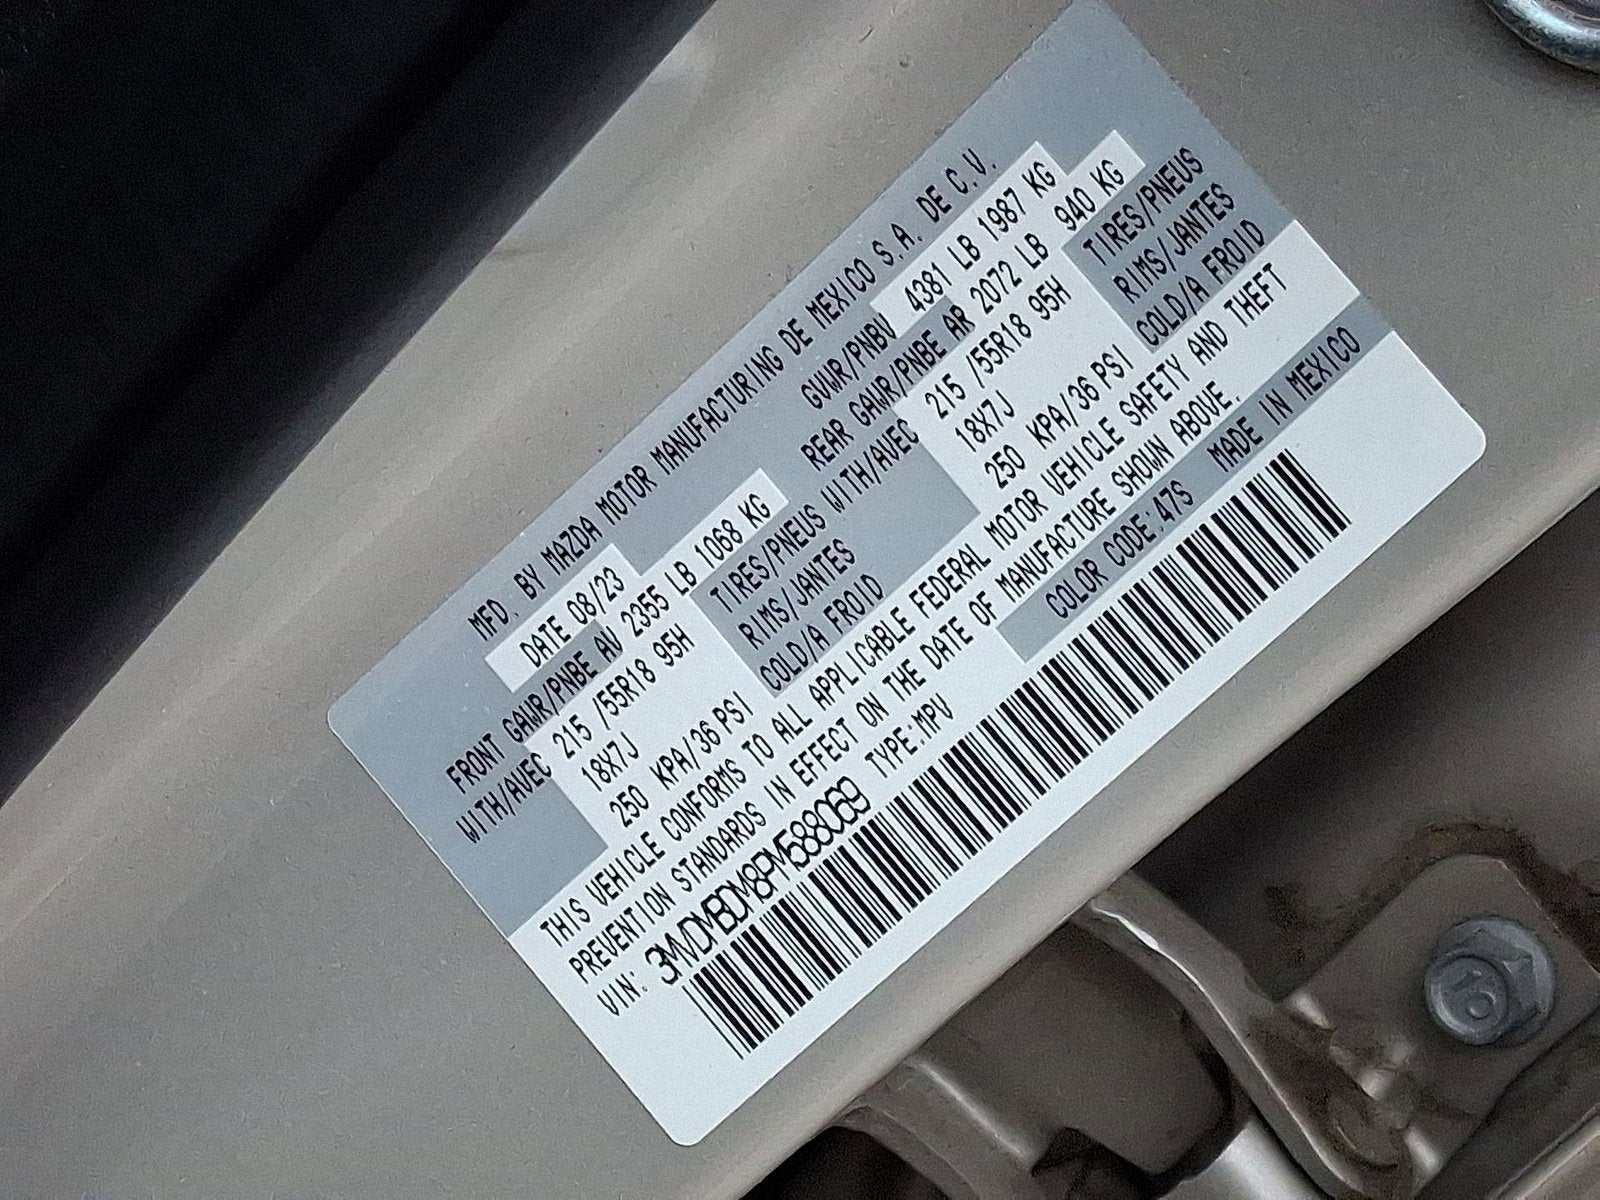 MFD. BY MAZDA MOTOR MANUFACTURING DE MEXICO S.A. DE C.V.
DATE 08/23 GVWR/PNBV 4381 LB 1987 KG
FRONT GAWR/PNBE AV 2355 LB 1068 KG REAR GAWR/PNBE AR 2072 LB 940 KG
WITH/AVEC 215 /55R18 95H TIRES/PNEUS WITH/AVEC 215 /55R18 95H TIRES/PNEUS
18X7J RIMS/JANTES 18X7J RIMS/JANTES
250 KPA/36 PSI COLD/A FROID 250 KPA/36 PSI COLD/A FROID
THIS VEHICLE CONFORMS TO ALL APPLICABLE FEDERAL MOTOR VEHICLE SAFETY AND THEFT
PREVENTION STANDARDS IN EFFECT ON THE DATE OF MANUFACTURE SHOWN ABOVE.
VIN: 3MVDMBDM8PM588069 TYPE:MPV COLOR CODE:47S MADE IN MEXICO
10